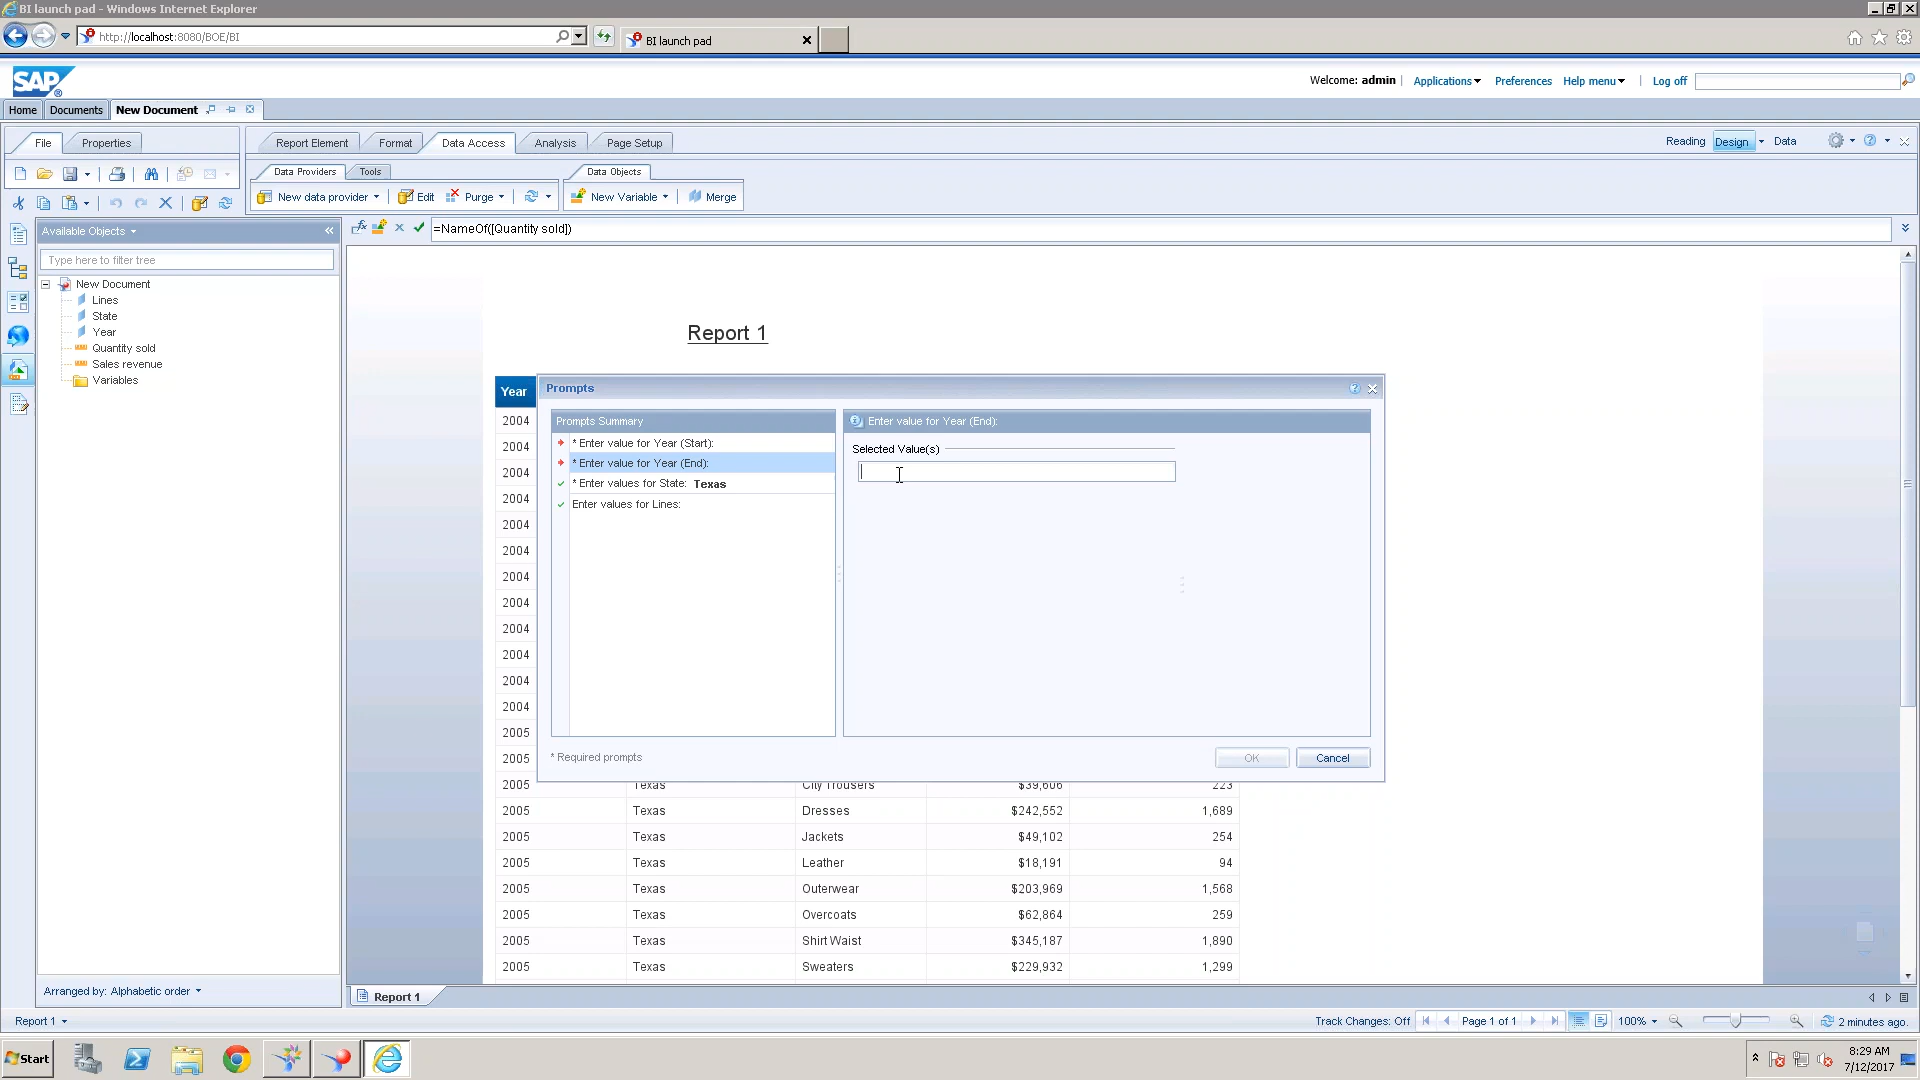 BI launch pad - Windows Internet Explorer
http://localhost:8080/BOE/BI
BI launch pad
SAP
Welcome: admin
Applications
Preferences
Help menu
Log off
Home
Documents
New Document
File
Properties
Report Element
Format
Data Access
Analysis
Page Setup
Reading
Design
Data
Data Providers
Tools
Data Objects
New data provider
Edit
Purge
New Variable
Merge
Available Objects
=NameOf([Quantity sold])
Type here to filter tree
New Document
Lines
State
Year
Quantity sold
Sales revenue
Variables
Report 1
Year
Prompts
Prompts Summary
* Enter value for Year (Start):
* Enter value for Year (End):
* Enter values for State: Texas
Enter values for Lines:
Enter value for Year (End):
Selected Value(s)
* Required prompts
OK
Cancel
2004
2004
2004
2004
2004
2004
2004
2004
2004
2004
2004
2004
2005
2005
2005 Texas City Trousers $39,606 223
2005 Texas Dresses $242,552 1,689
2005 Texas Jackets $49,102 254
2005 Texas Leather $18,191 94
2005 Texas Outerwear $203,969 1,568
2005 Texas Overcoats $62,864 259
2005 Texas Shirt Waist $345,187 1,890
2005 Texas Sweaters $229,932 1,299
Arranged by: Alphabetic order
Report 1
Report 1
Track Changes: Off
Page 1 of 1
100%
2 minutes ago.
Start
8:29 AM
7/12/2017